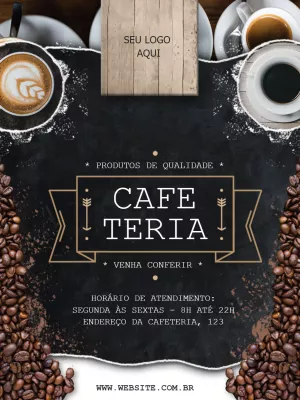 SEU LOGO
AQUI
* PRODUTOS DE QUALIDADE *
CAFE
TERIA
* VENHA CONFERIR *
HORÁRIO DE ATENDIMENTO:
SEGUNDA ÀS SEXTAS - 8H ATÉ 22H
ENDEREÇO DA CAFETERIA, 123
WWW.WEBSITE.COM.BR